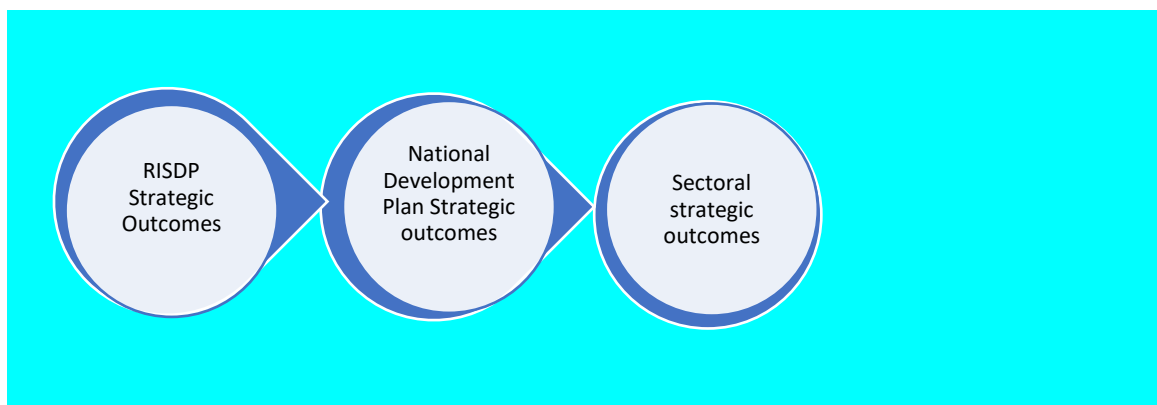 RISDP
Strategic
Outcomes
National
Development
Plan Strategic
outcomes
Sectoral
strategic
outcomes